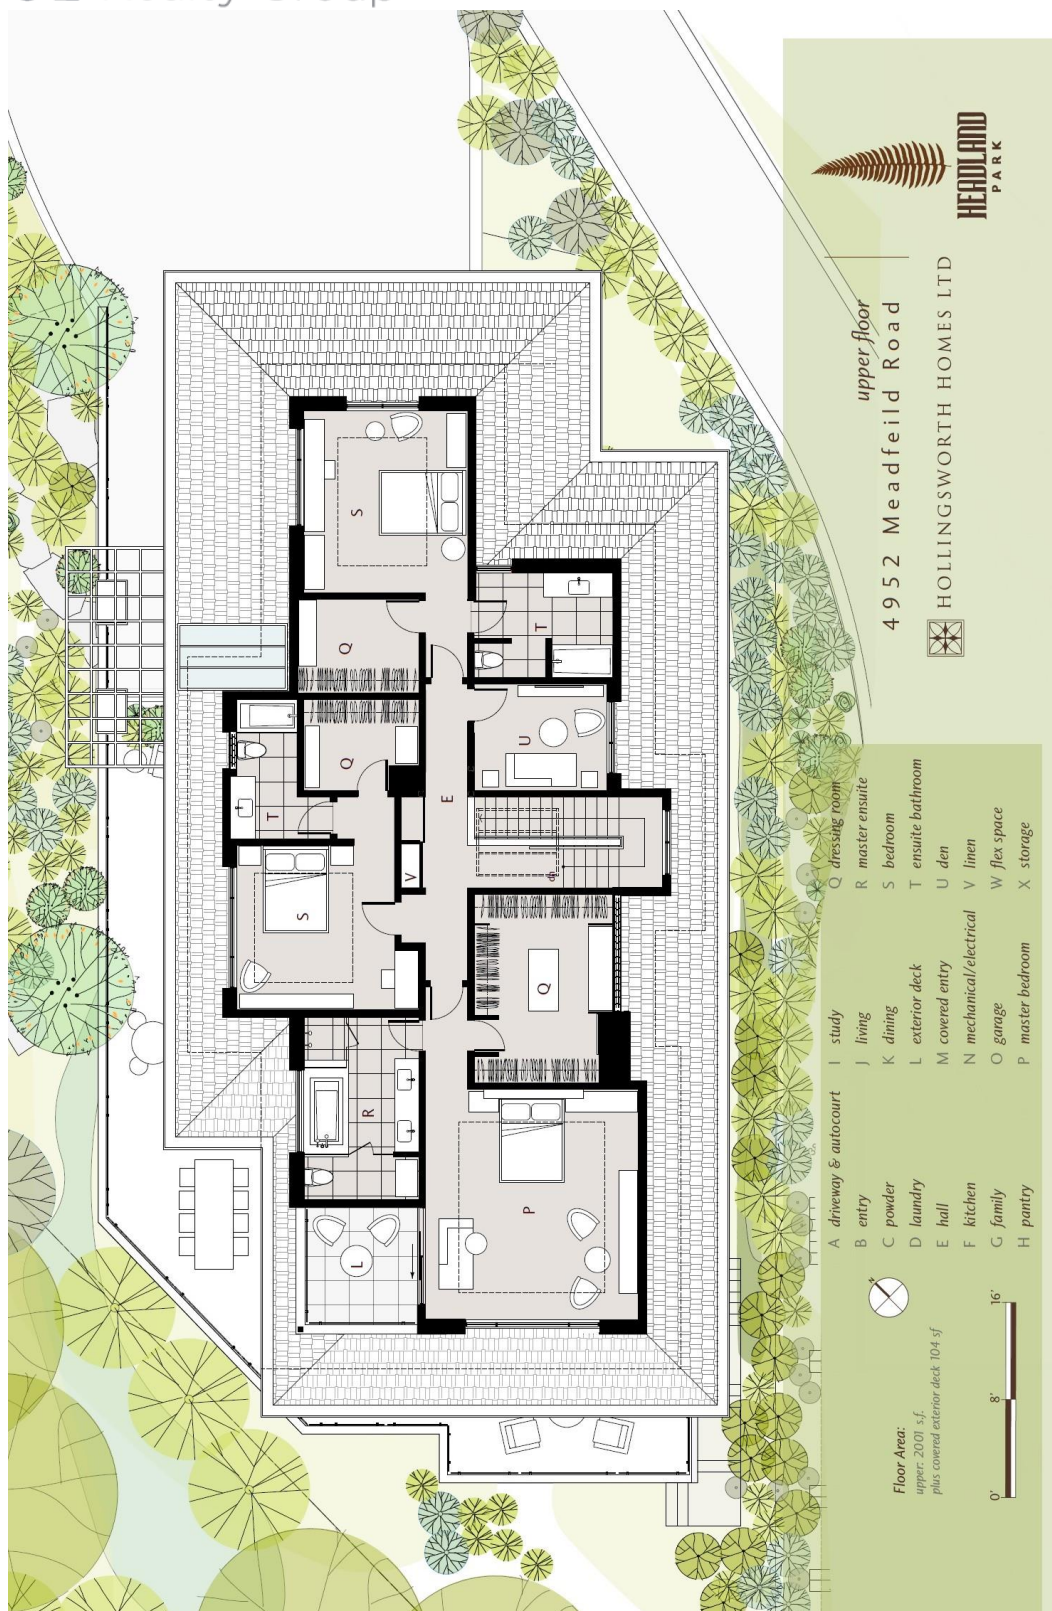 HEADLAND
PARK
upper floor
4952 Meadfeild Road
HOLLINGSWORTH HOMES LTD
S
Q
T
Q
T
U
E
S
V
dn
Q
R
P
L
A driveway & autocourt
B entry
C powder
D laundry
E hall
F kitchen
G family
H pantry
I study
J living
K dining
L exterior deck
M covered entry
N mechanical/electrical
O garage
P master bedroom
Q dressing room
R master ensuite
S bedroom
T ensuite bathroom
U den
V linen
W flex space
X storage
N
Floor Area:
upper: 2001 s.f.
plus covered exterior deck 104 sf
0' 8' 16'